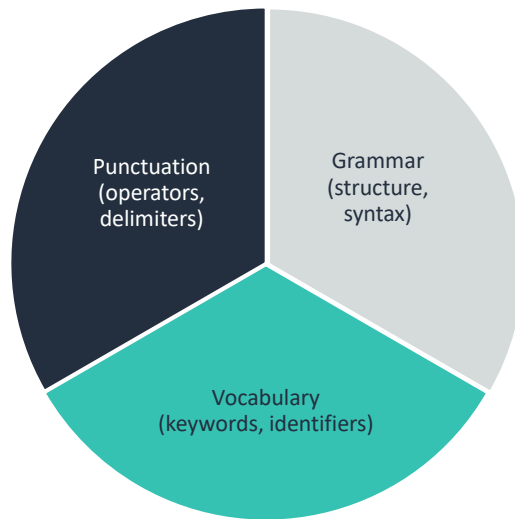 Punctuation
(operators,
delimiters)
Grammar
(structure,
syntax)
Vocabulary
(keywords, identifiers)